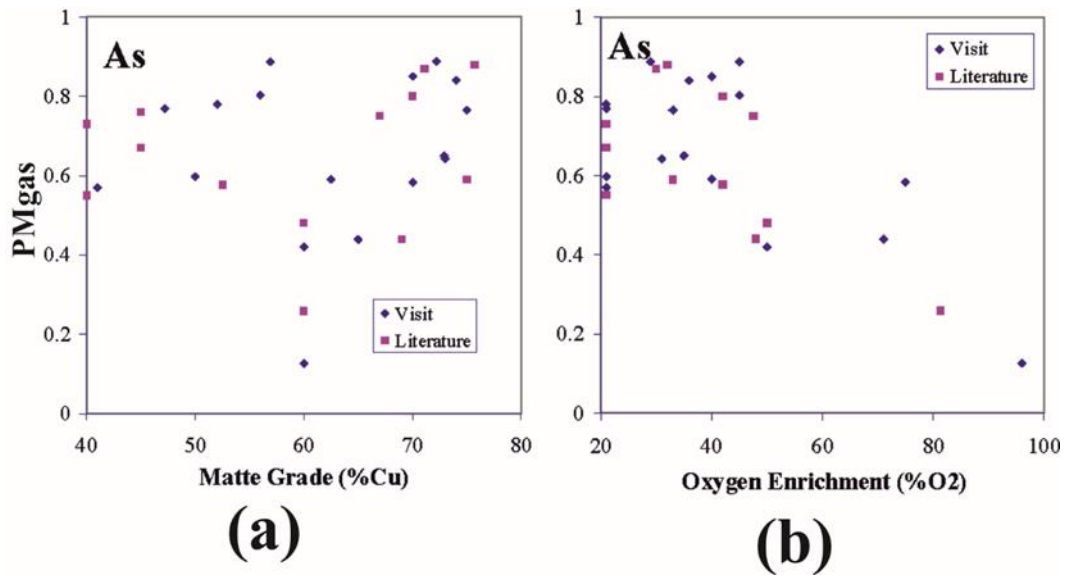 1
As
0.8
0.6
0.4
0.2
0
PMgas
Visit
Literature
40
50
60
70
80
Matte Grade (%Cu)
(a)
1
As
Visit
Literature
0.8
0.6
0.4
0.2
0
20
40
60
80
100
Oxygen Enrichment (%O2)
(b)